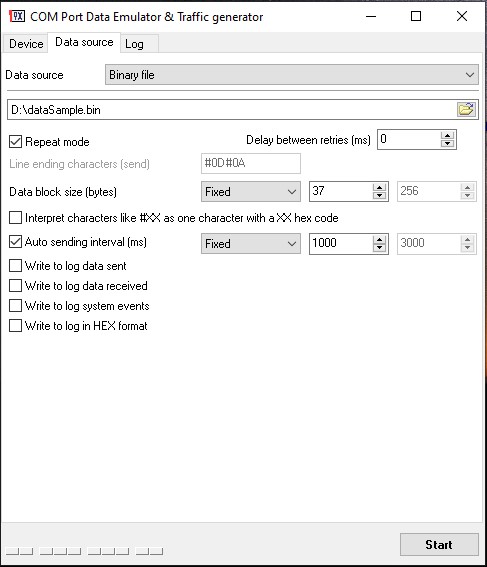 COM Port Data Emulator & Traffic generator
Device Data source Log
Data source Binary file
D:\dataSample.bin
Repeat mode Delay between retries (ms) 0
Line ending characters (send) #0D#0A
Data block size (bytes) Fixed 37 256
Interpret characters like #XX as one character with a XX hex code
Auto sending interval (ms) Fixed 1000 3000
Write to log data sent
Write to log data received
Write to log system events
Write to log in HEX format
Start